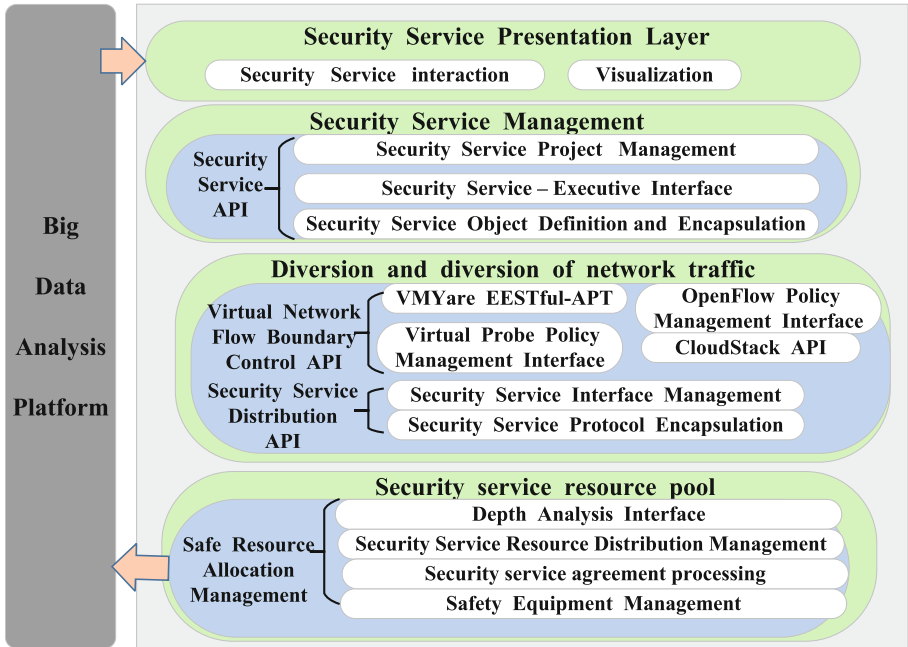 Big
Data
Analysis
Platform
Security Service Presentation Layer
Security Service interaction
Visualization
Security Service Management
Security
Service
API
Security Service Project Management
Security Service – Executive Interface
Security Service Object Definition and Encapsulation
Diversion and diversion of network traffic
Virtual Network
Flow Boundary
Control API
VMYare EESTful-APT
Virtual Probe Policy
Management Interface
OpenFlow Policy
Management Interface
CloudStack API
Security Service
Distribution
API
Security Service Interface Management
Security Service Protocol Encapsulation
Security service resource pool
Safe Resource
Allocation
Management
Depth Analysis Interface
Security Service Resource Distribution Management
Security service agreement processing
Safety Equipment Management